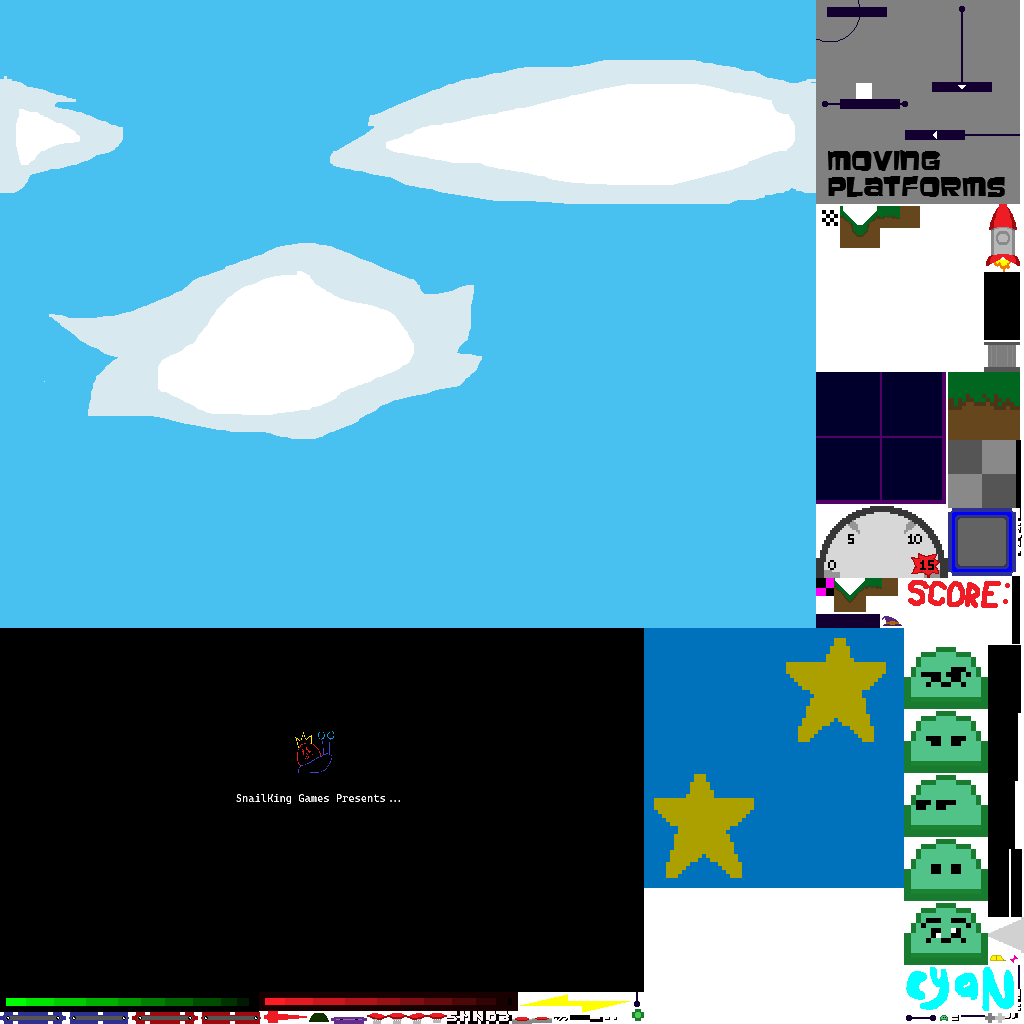 MOVING
PLATFORMS
5
10
0
15
SCORE:
SnailKing Games Presents...
cyaN